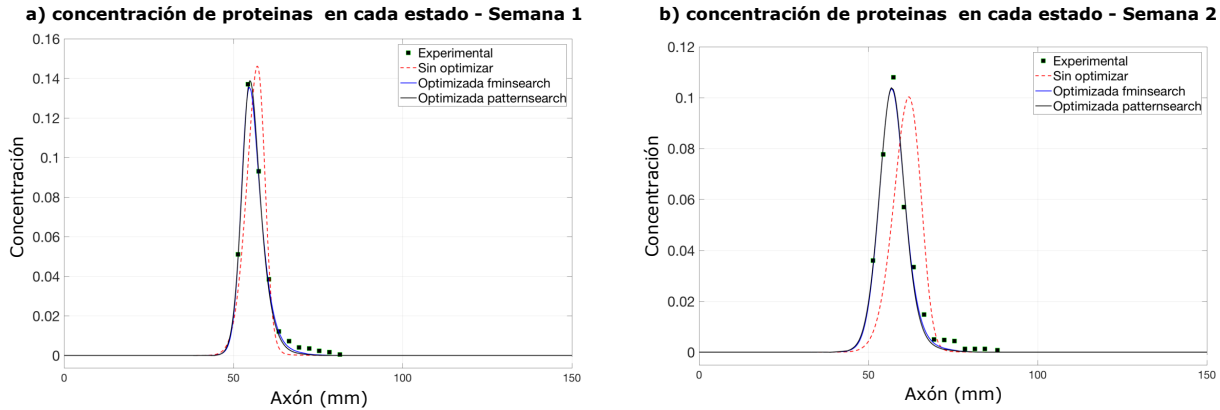 a) concentración de proteinas en cada estado - Semana 1
0.16
0.14
0.12
0.1
0.08
0.06
0.04
0.02
0
Concentración
0
50
100
150
Axón (mm)
Experimental
Sin optimizar
Optimizada fminsearch
Optimizada patternsearch
b) concentración de proteinas en cada estado - Semana 2
0.12
0.1
0.08
0.06
0.04
0.02
0
Concentración
0
50
100
150
Axón (mm)
Experimental
Sin optimizar
Optimizada fminsearch
Optimizada patternsearch